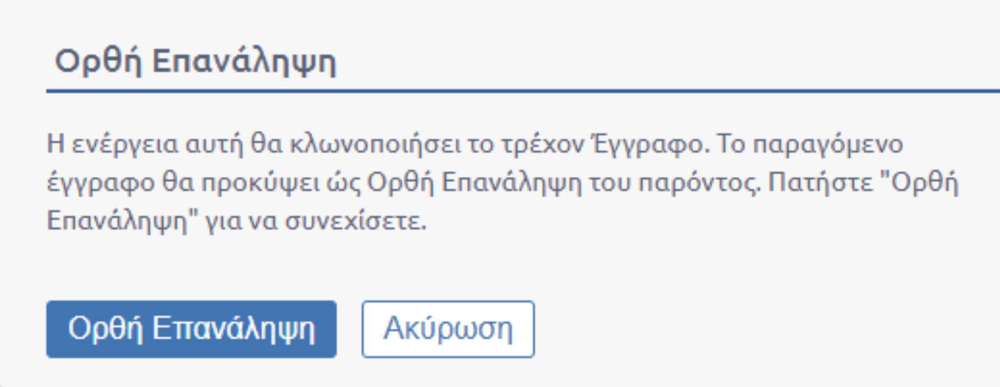 Ορθή Επανάληψη
Η ενέργεια αυτή θα κλωνοποιήσει το τρέχον Έγγραφο. Το παραγόμενο
έγγραφο θα προκύψει ώς Ορθή Επανάληψη του παρόντος. Πατήστε "Ορθή
Επανάληψη" για να συνεχίσετε.
Ορθή Επανάληψη
Ακύρωση